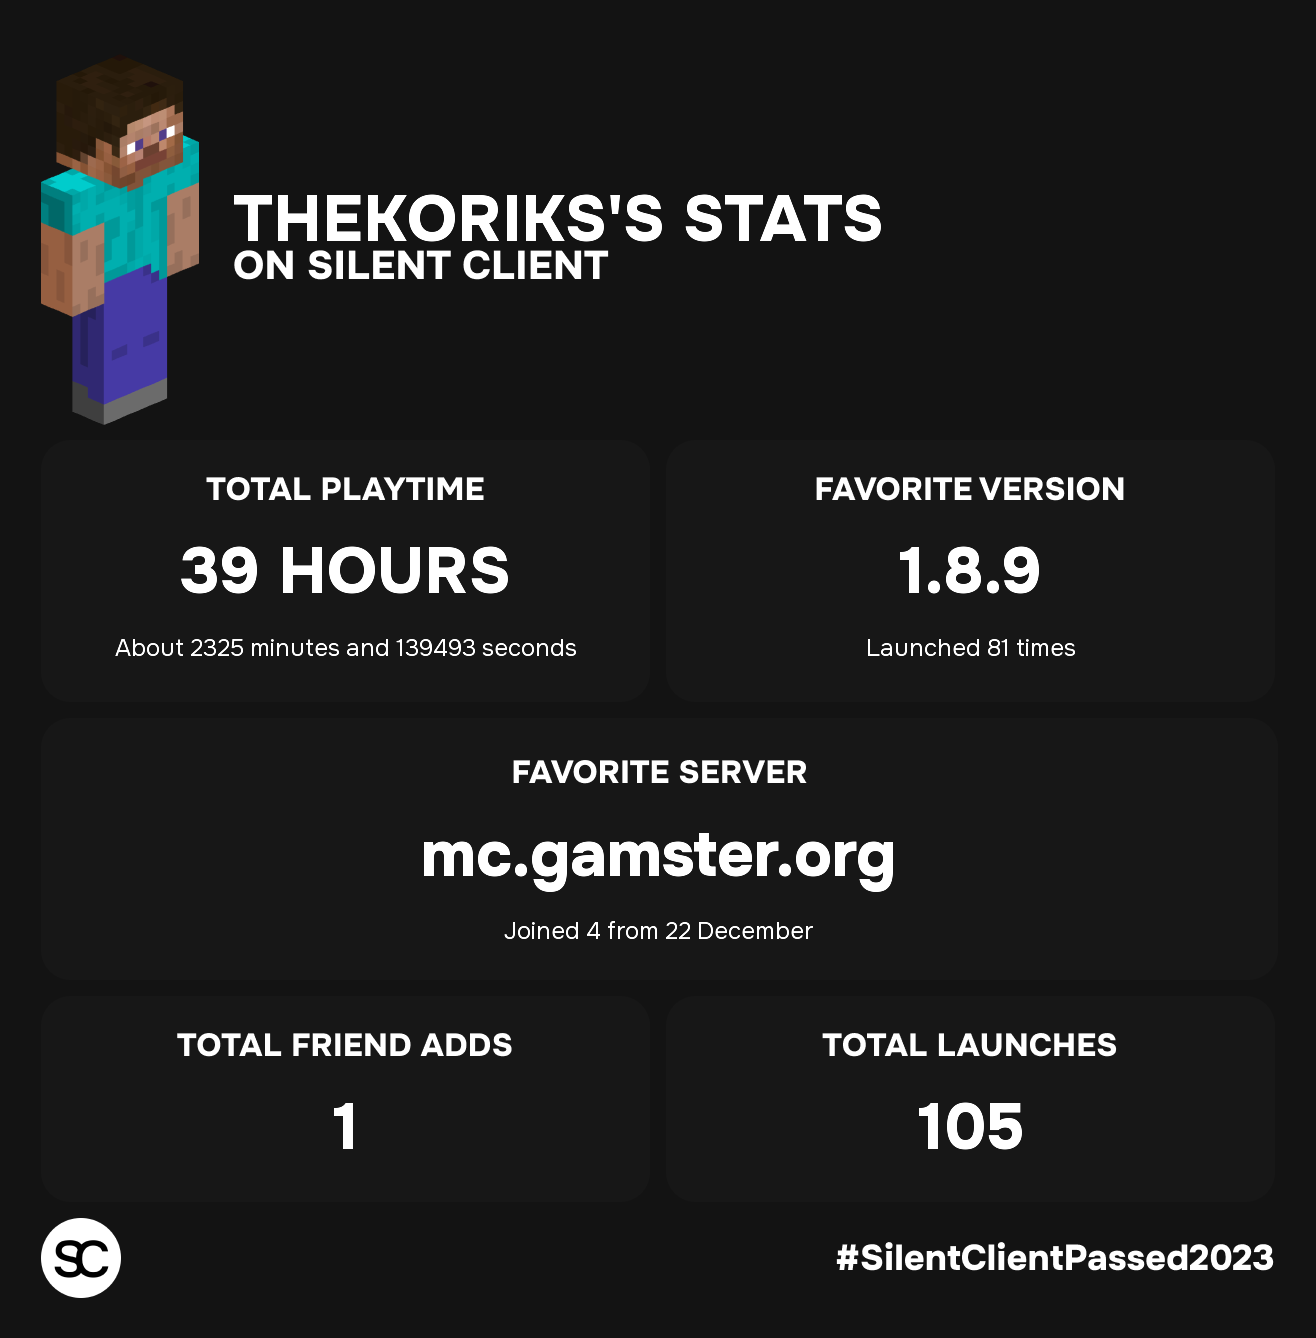 THEKORIKS'S STATS
ON SILENT CLIENT
TOTAL PLAYTIME
39 HOURS
About 2325 minutes and 139493 seconds
FAVORITE VERSION
1.8.9
Launched 81 times
FAVORITE SERVER
mc.gamster.org
Joined 4 from 22 December
TOTAL FRIEND ADDS
1
TOTAL LAUNCHES
105
SC
#SilentClientPassed2023